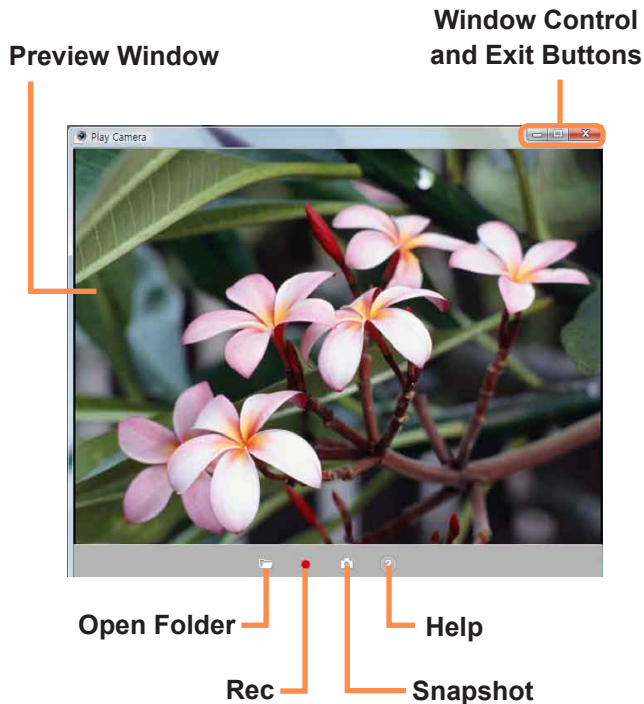 Window Control
and Exit Buttons
Preview Window
Play Camera
Open Folder
Help
Rec
Snapshot